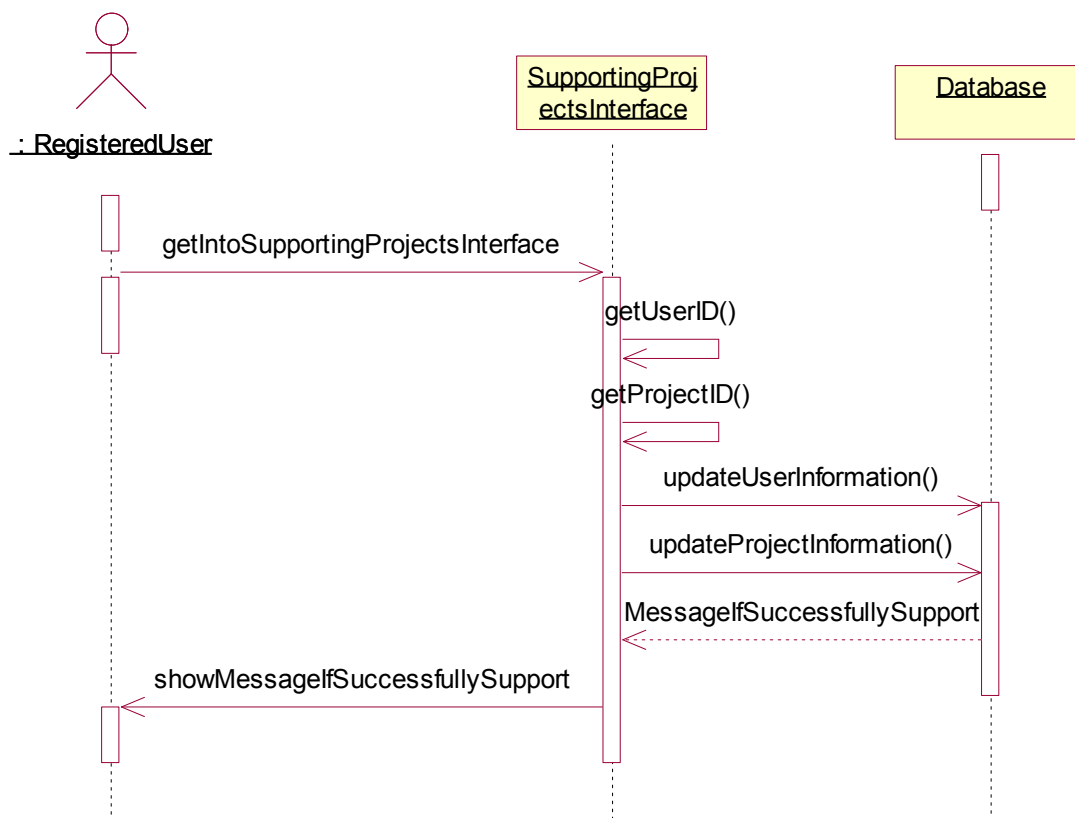 SupportingProj
ectsInterface
Database
: RegisteredUser
getIntoSupportingProjectsInterface
getUserID()
getProjectID()
updateUserInformation()
updateProjectInformation()
MessageIfSuccessfullySupport
showMessageIfSuccessfullySupport